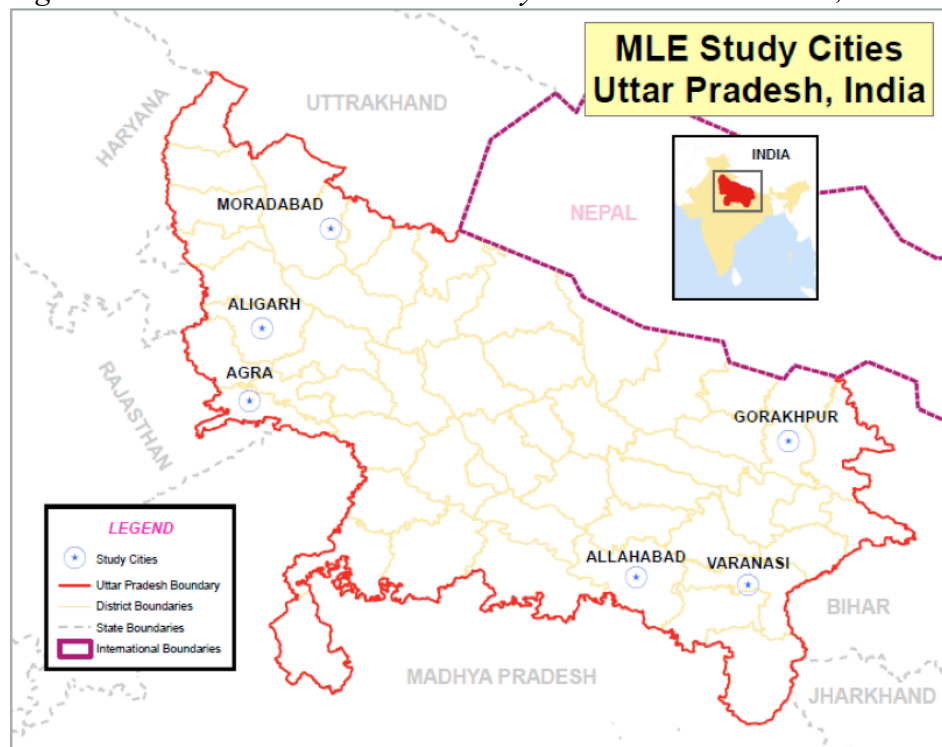 MLE Study Cities
Uttar Pradesh, India
UTTRAKHAND
HARYANA
INDIA
NEPAL
MORADABAD
ALIGARH
AGRA
RAJASTHAN
GORAKHPUR
LEGEND
Study Cities
Uttar Pradesh Boundary
District Boundaries
State Boundaries
International Boundaries
ALLAHABAD
VARANASI
BIHAR
MADHYA PRADESH
JHARKHAND